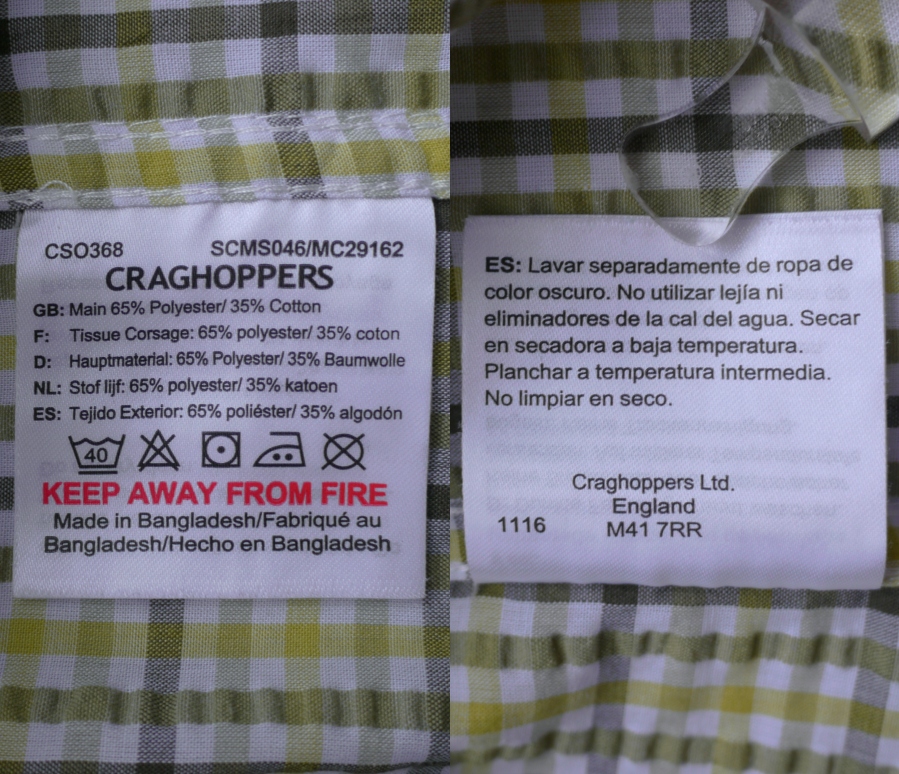 CSO368 SCMS046/MC29162
CRAGHOPPERS
GB: Main 65% Polyester/ 35% Cotton
F: Tissue Corsage: 65% polyester/ 35% coton
D: Hauptmaterial: 65% Polyester/ 35% Baumwolle
NL: Stof lijf: 65% polyester/ 35% katoen
ES: Tejido Exterior: 65% poliéster/ 35% algodón
40
KEEP AWAY FROM FIRE
Made in Bangladesh/Fabriqué au
Bangladesh/Hecho en Bangladesh
ES: Lavar separadamente de ropa de
color oscuro. No utilizar lejía ni
eliminadores de la cal del agua. Secar
en secadora a baja temperatura.
Planchar a temperatura intermedia.
No limpiar en seco.
Craghoppers Ltd.
England
1116 M41 7RR